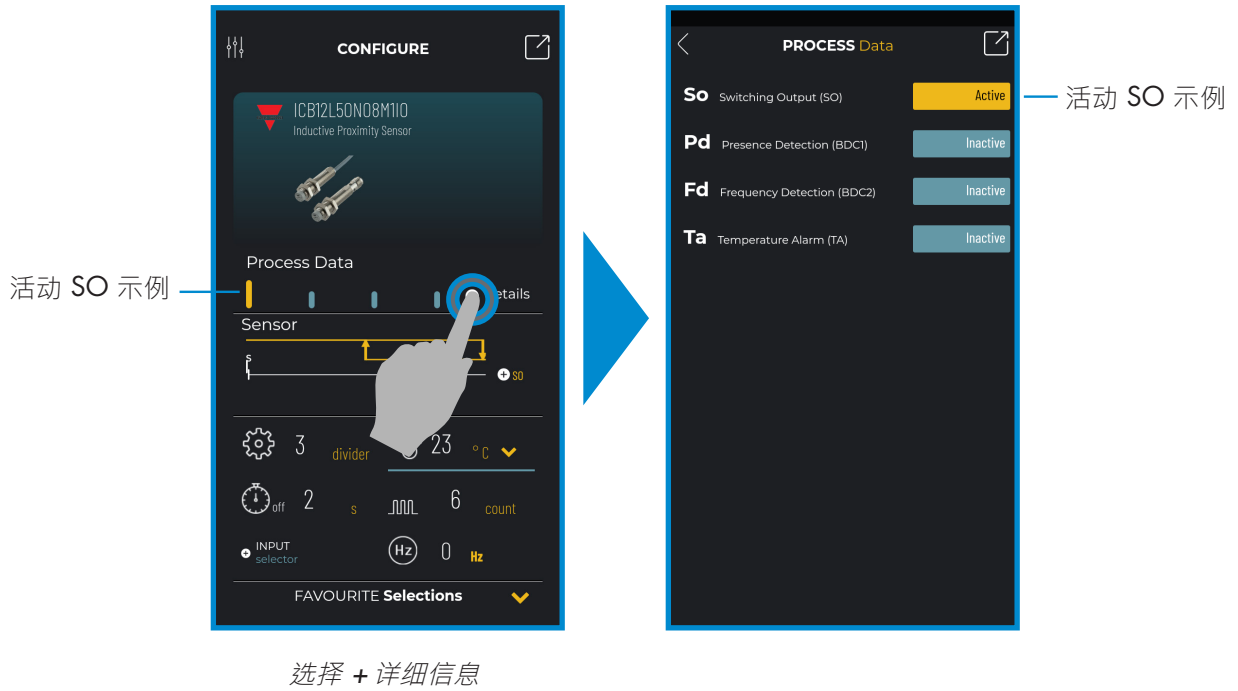 CONFIGURE
ICB12L50N08M1IO
Inductive Proximity Sensor
Process Data
etails
活动 SO 示例
Sensor
s
SO
3 divider
23 °C
off 2 s
6 count
INPUT
selector
Hz 0 Hz
FAVOURITE Selections
选择 + 详细信息
PROCESS Data
So Switching Output (SO) Active
活动 SO 示例
Pd Presence Detection (BDC1) Inactive
Fd Frequency Detection (BDC2) Inactive
Ta Temperature Alarm (TA) Inactive